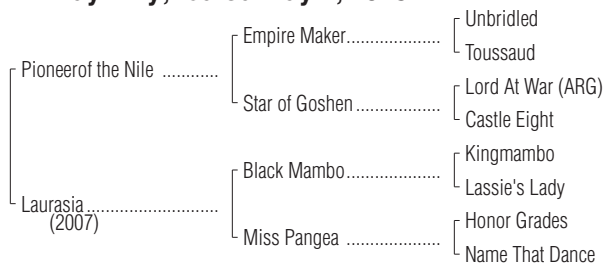 Unbridled
Empire Maker....................
Toussaud
Pioneerof the Nile ............
Lord At War (ARG)
Star of Goshen ..................
Castle Eight
Kingmambo
Black Mambo....................
Lassie's Lady
Laurasia............................
(2007)
Honor Grades
Miss Pangea ....................
Name That Dance